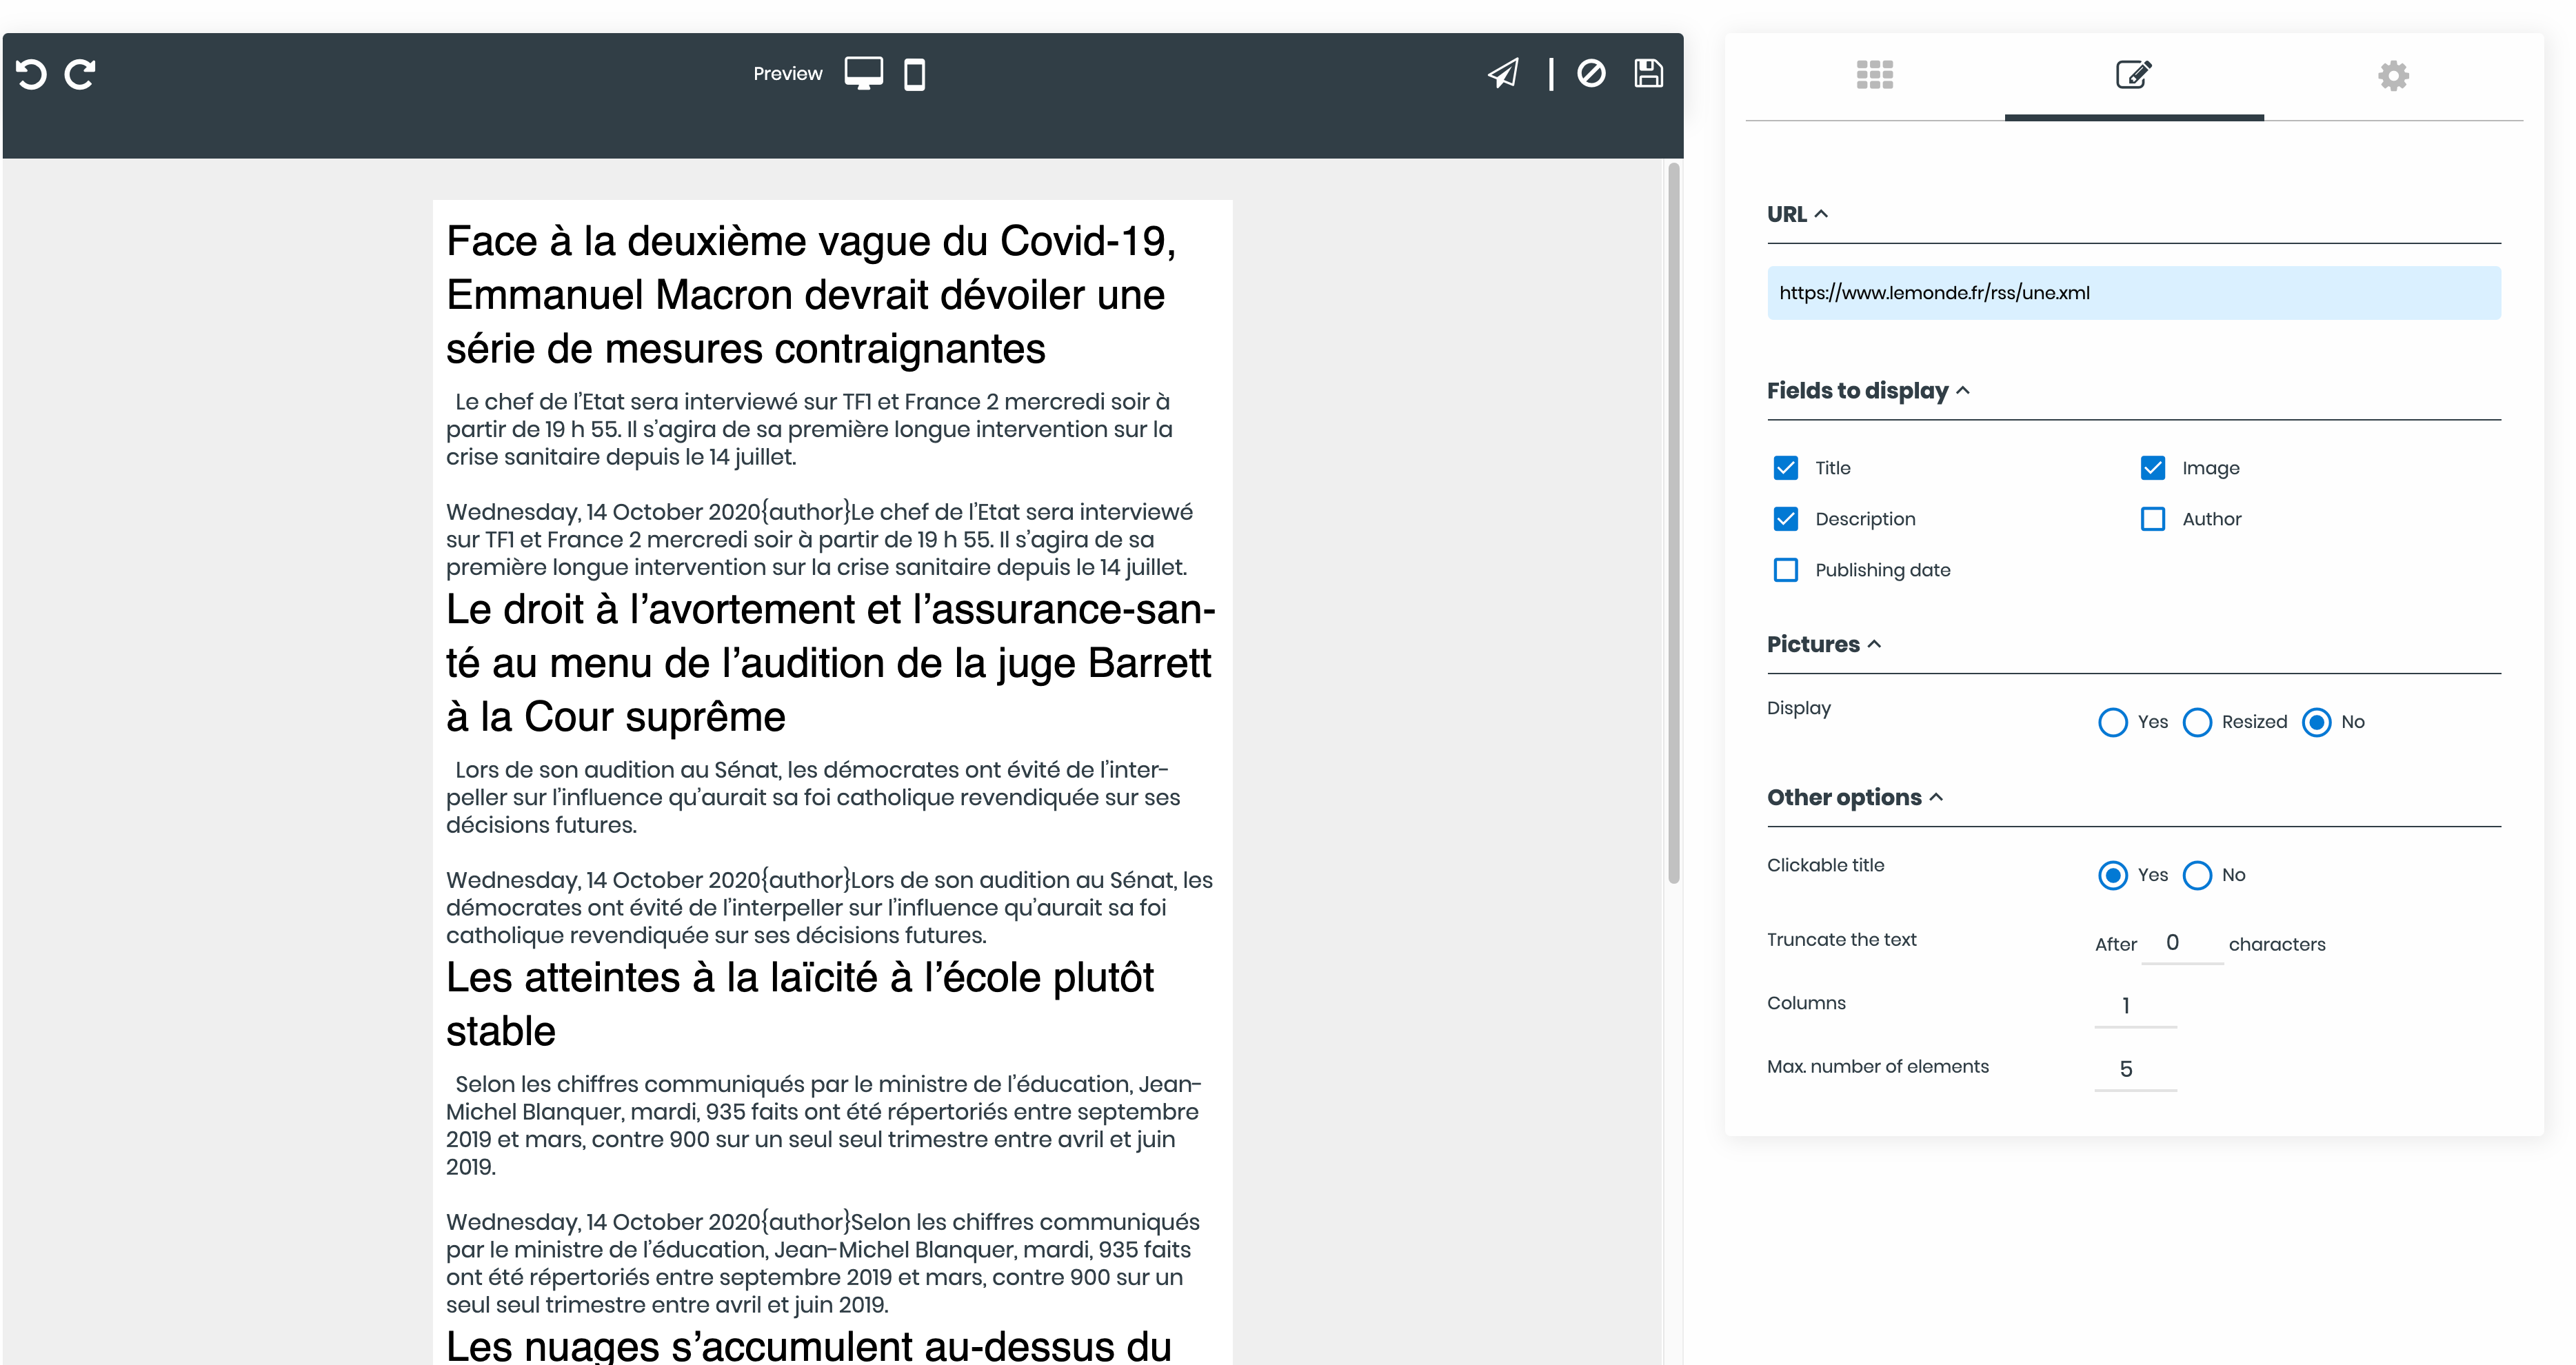 Preview
Face à la deuxième vague du Covid-19,
Emmanuel Macron devrait dévoiler une
série de mesures contraignantes
Le chef de l’Etat sera interviewé sur TF1 et France 2 mercredi soir à
partir de 19 h 55. Il s’agira de sa première longue intervention sur la
crise sanitaire depuis le 14 juillet.
Wednesday, 14 October 2020{author}Le chef de l’Etat sera interviewé
sur TF1 et France 2 mercredi soir à partir de 19 h 55. Il s’agira de sa
première longue intervention sur la crise sanitaire depuis le 14 juillet.
Le droit à l’avortement et l’assurance-san-
té au menu de l’audition de la juge Barrett
à la Cour suprême
Lors de son audition au Sénat, les démocrates ont évité de l’inter-
peller sur l’influence qu’aurait sa foi catholique revendiquée sur ses
décisions futures.
Wednesday, 14 October 2020{author}Lors de son audition au Sénat, les
démocrates ont évité de l’interpeller sur l’influence qu’aurait sa foi
catholique revendiquée sur ses décisions futures.
Les atteintes à la laïcité à l’école plutôt
stable
Selon les chiffres communiqués par le ministre de l’éducation, Jean-
Michel Blanquer, mardi, 935 faits ont été répertoriés entre septembre
2019 et mars, contre 900 sur un seul seul trimestre entre avril et juin
2019.
Wednesday, 14 October 2020{author}Selon les chiffres communiqués
par le ministre de l’éducation, Jean-Michel Blanquer, mardi, 935 faits
ont été répertoriés entre septembre 2019 et mars, contre 900 sur un
seul seul trimestre entre avril et juin 2019.
Les nuages s’accumulent au-dessus du
URL
https://www.lemonde.fr/rss/une.xml
Fields to display
Title Image
Description Author
Publishing date
Pictures
Display Yes Resized No
Other options
Clickable title Yes No
Truncate the text After 0 characters
Columns 1
Max. number of elements 5